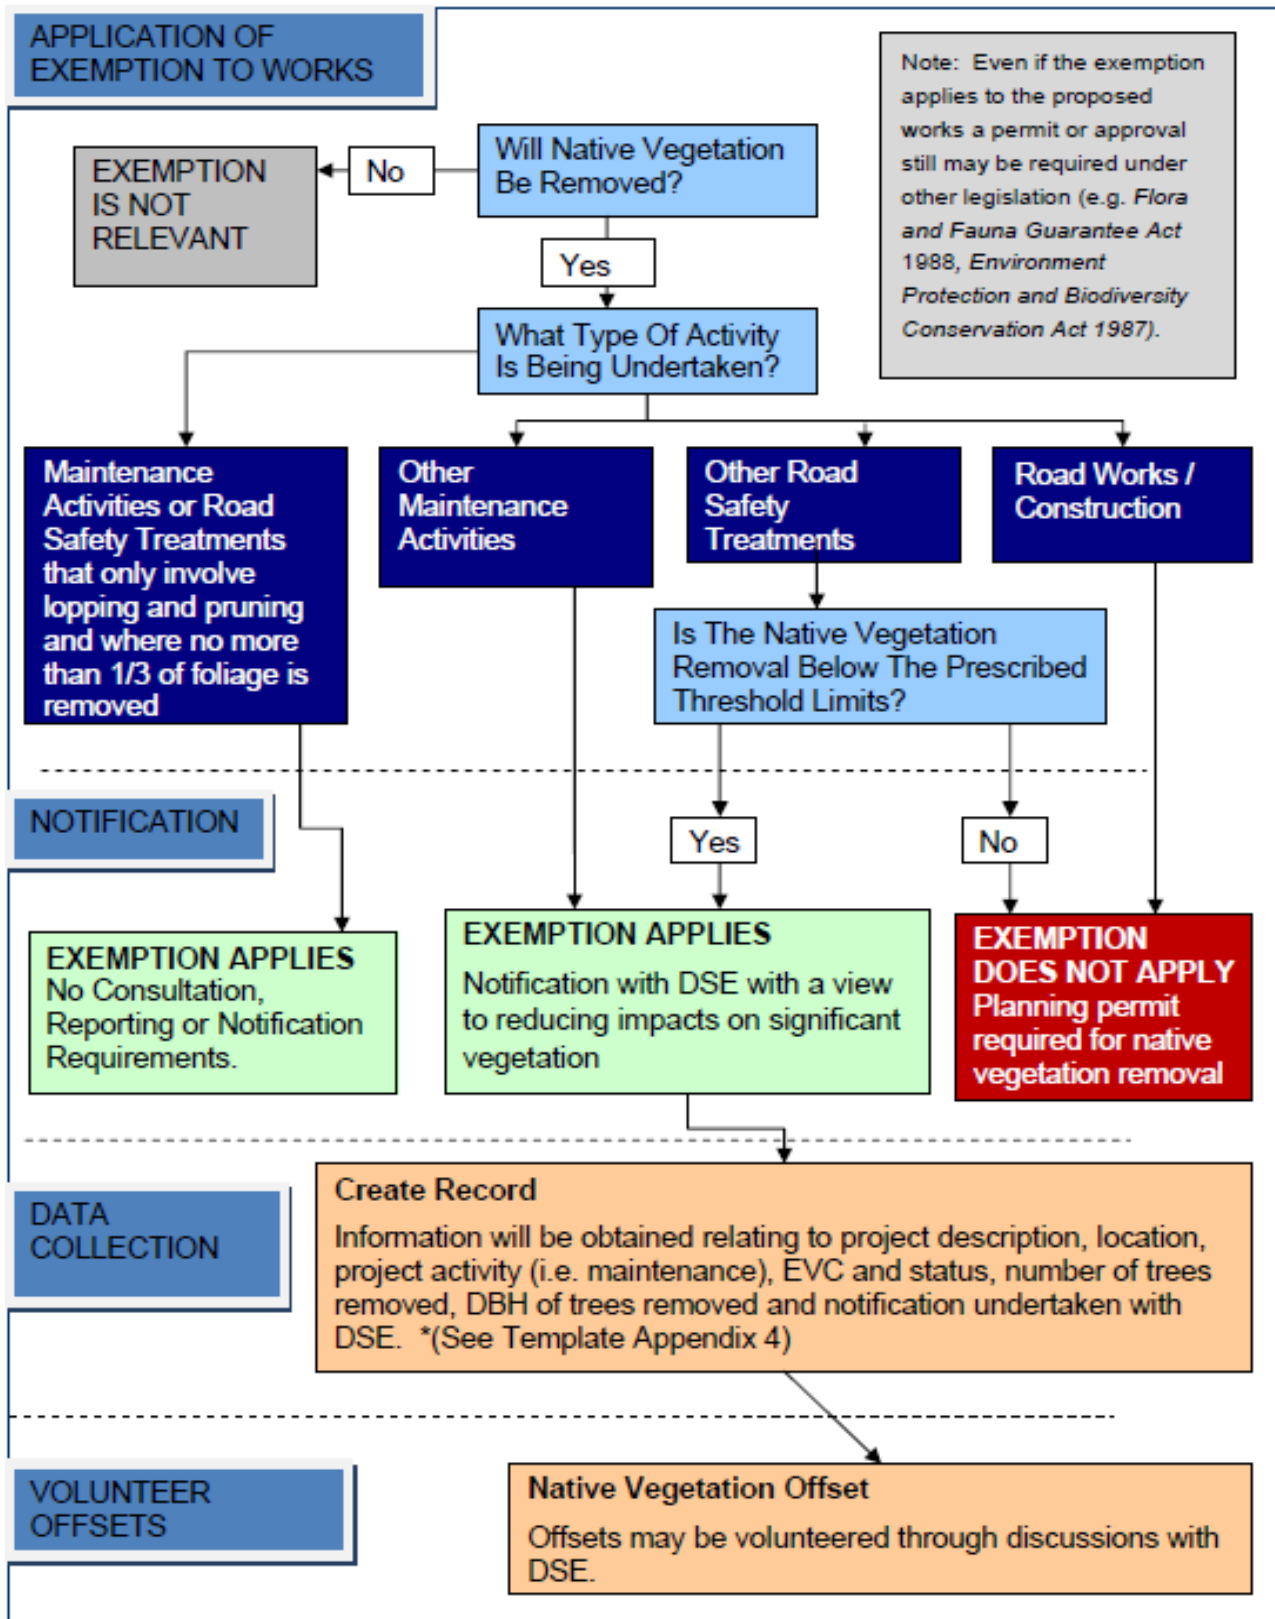 APPLICATION OF
EXEMPTION TO WORKS
Note: Even if the exemption
applies to the proposed
works a permit or approval
still may be required under
other legislation (e.g. Flora
and Fauna Guarantee Act
1988, Environment
Protection and Biodiversity
Conservation Act 1987).
Will Native Vegetation
Be Removed?
No
EXEMPTION
IS NOT
RELEVANT
Yes
What Type Of Activity
Is Being Undertaken?
Maintenance
Activities or Road
Safety Treatments
that only involve
lopping and pruning
and where no more
than 1/3 of foliage is
removed
Other
Maintenance
Activities
Other Road
Safety
Treatments
Road Works /
Construction
Is The Native Vegetation
Removal Below The Prescribed
Threshold Limits?
NOTIFICATION
Yes
No
EXEMPTION APPLIES
No Consultation,
Reporting or Notification
Requirements.
EXEMPTION APPLIES
Notification with DSE with a view
to reducing impacts on significant
vegetation
EXEMPTION
DOES NOT APPLY
Planning permit
required for native
vegetation removal
DATA
COLLECTION
Create Record
Information will be obtained relating to project description, location,
project activity (i.e. maintenance), EVC and status, number of trees
removed, DBH of trees removed and notification undertaken with
DSE. *(See Template Appendix 4)
VOLUNTEER
OFFSETS
Native Vegetation Offset
Offsets may be volunteered through discussions with
DSE.